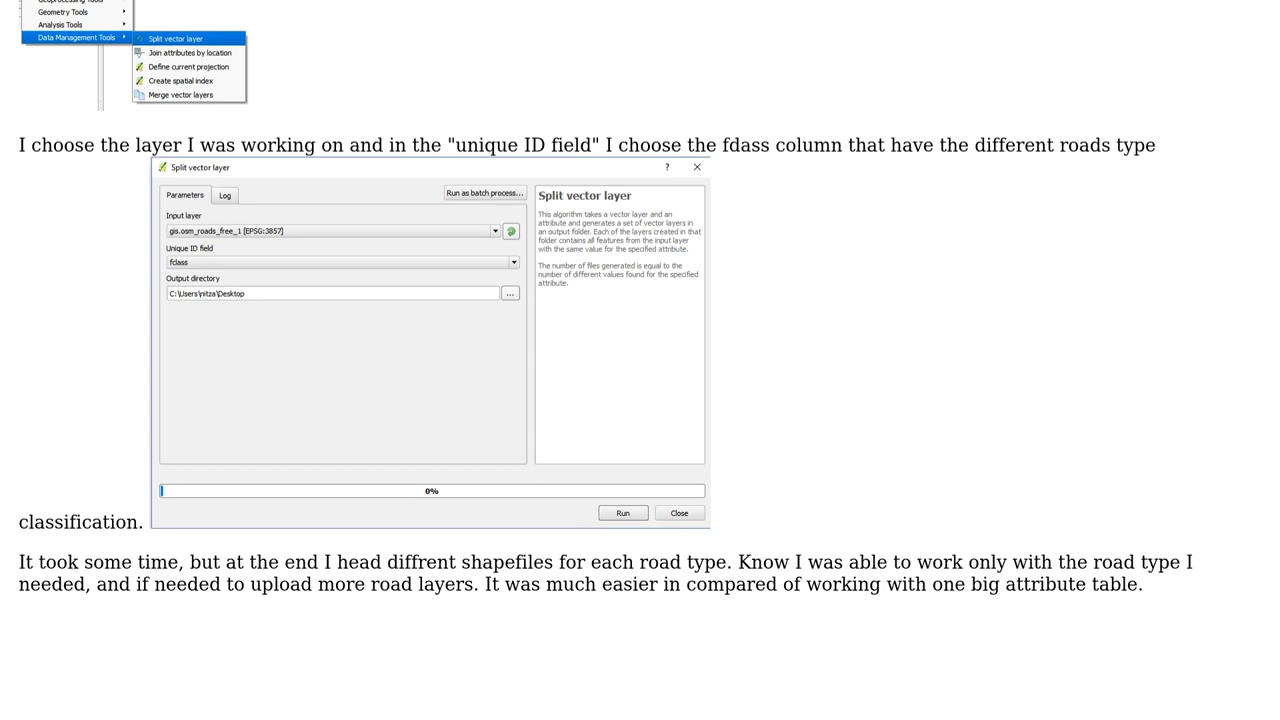 Geometry Tools
Analysis Tools
Data Management Tools
Split vector layer
Join attributes by location
Define current projection
Create spatial index
Merge vector layers
I choose the layer I was working on and in the "unique ID field" I choose the fdass column that have the different roads type
Split vector layer
?
Parameters
Log
Run as batch process...
Input layer
gis.osm_roads_free_1 [EPSG:3857]
Unique ID field
fclass
Output directory
C:\Users\nitza\Desktop
...
Split vector layer
This algorithm takes a vector layer and an
attribute and generates a set of vector layers in
an output folder. Each of the layers created in that
folder contains all features from the input layer
with the same value for the specified attribute.
The number of files generated is equal to the
number of different values found for the specified
attribute.
0%
Run
Close
classification.
It took some time, but at the end I head diffrent shapefiles for each road type. Know I was able to work only with the road type I
needed, and if needed to upload more road layers. It was much easier in compared of working with one big attribute table.